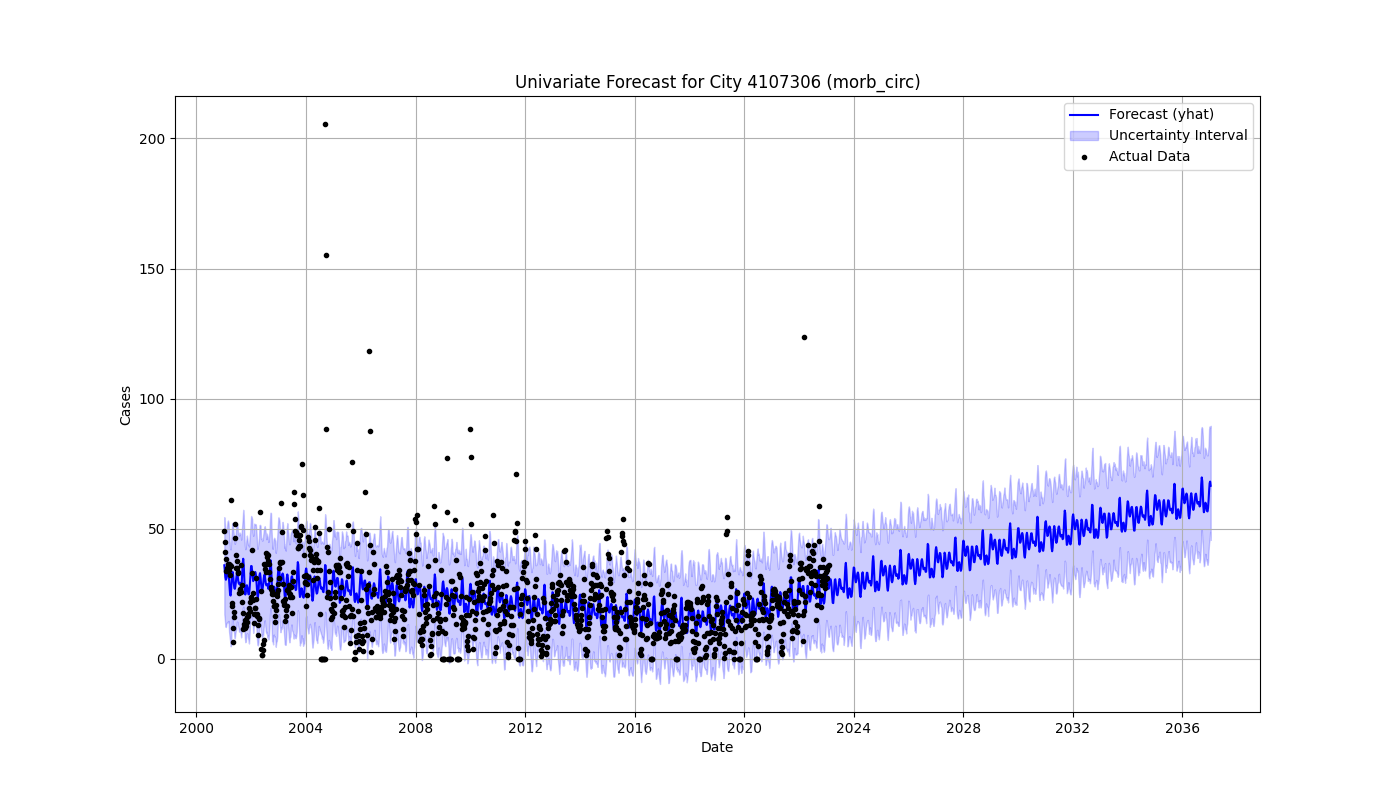 Univariate Forecast for City 4107306 (morb_circ)
Forecast (yhat)
Uncertainty Interval
Actual Data
200
150
100
50
0
Cases
2000 2004 2008 2012 2016 2020 2024 2028 2032 2036
Date